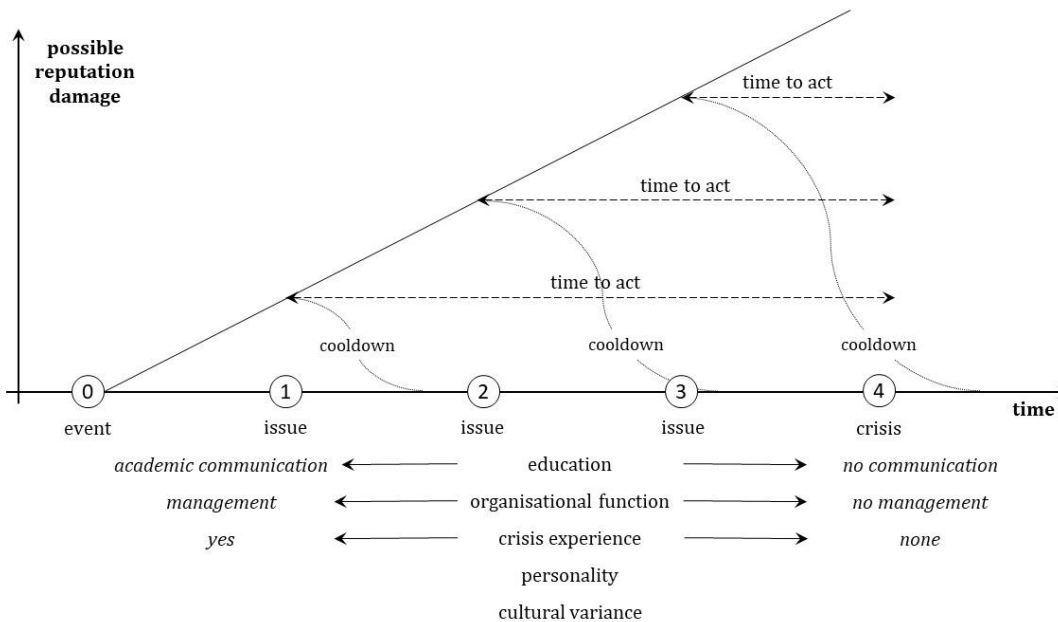 possible
reputation
damage
time to act
time to act
time to act
cooldown cooldown cooldown
0 1 2 3 4
time
event issue issue issue crisis
academic communication education no communication
management organisational function no management
yes crisis experience none
personality
cultural variance